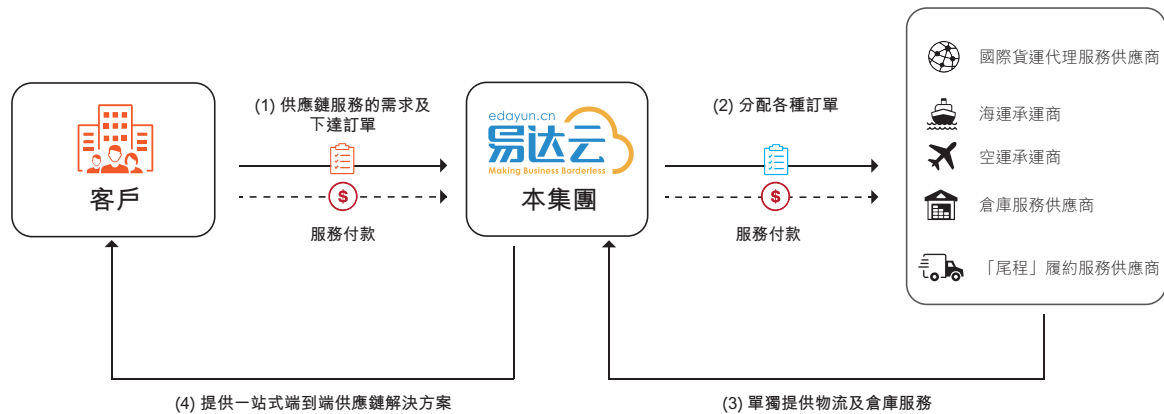 (1) 供應鏈服務的需求及
下達訂單
服務付款
客戶
edayun.cn
易达云
Making Business Borderless
本集團
(2) 分配各種訂單
服務付款
國際貨運代理服務供應商
海運承運商
空運承運商
倉庫服務供應商
「尾程」履約服務供應商
(4) 提供一站式端到端供應鏈解決方案
(3) 單獨提供物流及倉庫服務